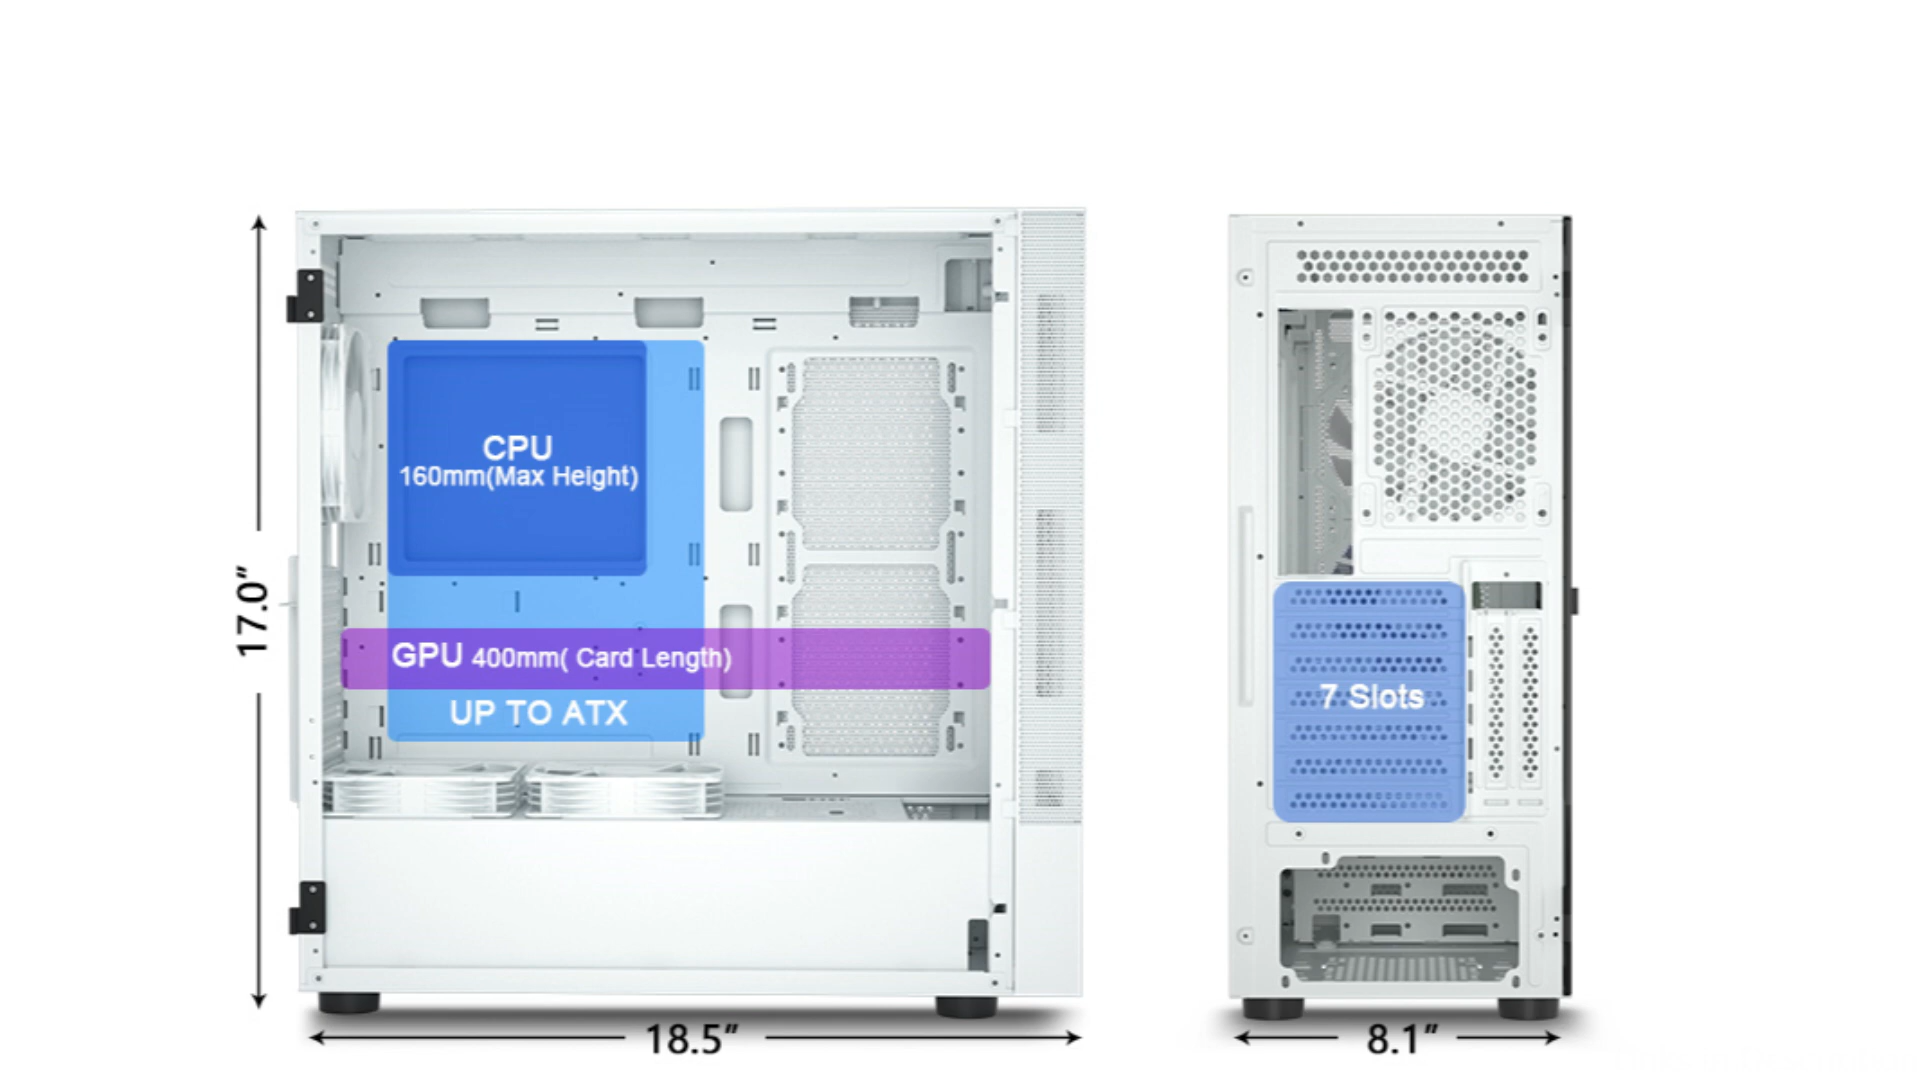 CPU
160mm(Max Height)
GPU 400mm( Card Length)
UP TO ATX
17.0″
18.5″
7 Slots
8.1″